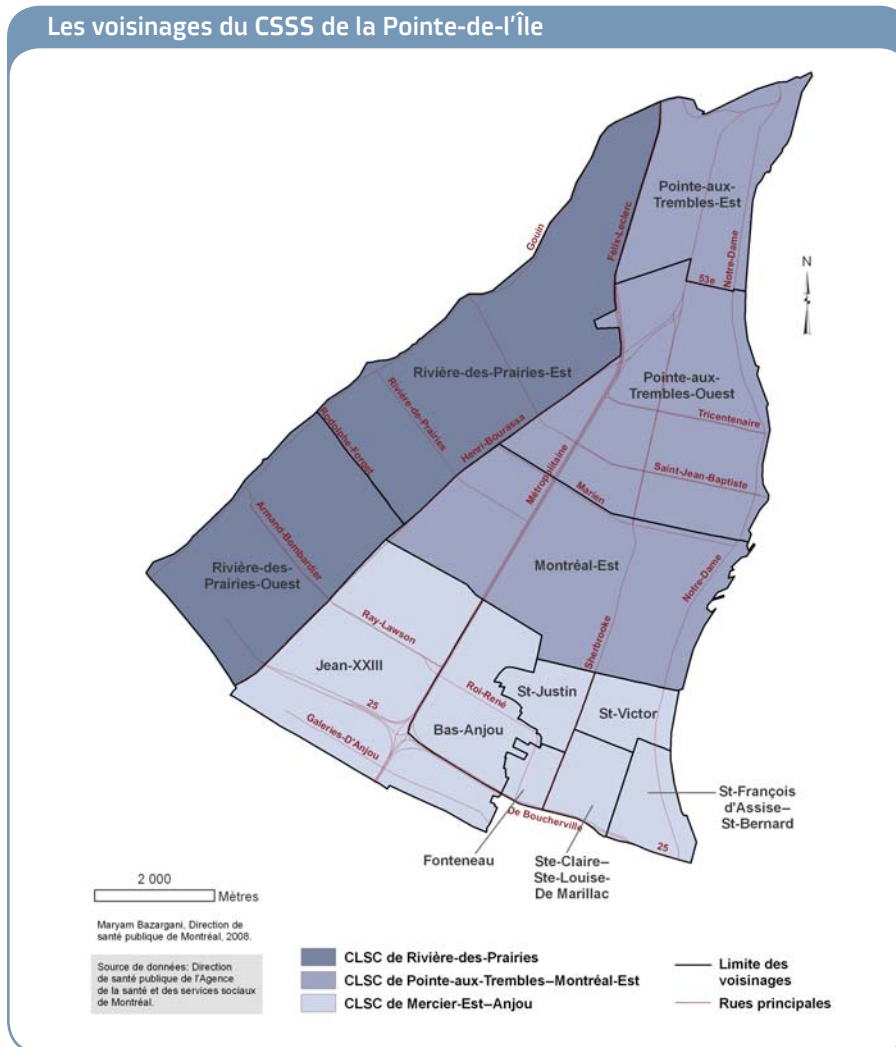 Les voisinages du CSSS de la Pointe-de-l'Île
Pointe-aux-
Trembles-Est
Gouin
Félix-Leclerc
Notre-Dame
N
53e
Rivière-des-Prairies-Est
Pointe-aux-
Trembles-Ouest
Rivière-de-Prairies
Tricentenaire
Rodolphe-Forget
Henri-Bourassa
Métropolitaine
Saint-Jean-Baptiste
Marien
Armand-Bombardier
Rivière-des-
Prairies-Ouest
Montréal-Est
Notre-Dame
Ray-Lawson
Sherbrooke
Jean-XXIII
Roi-René
St-Justin
St-Victor
25
Bas-Anjou
Galeries-D'Anjou
St-François
d'Assise–
St-Bernard
De Boucherville
25
Fonteneau
Ste-Claire–
Ste-Louise-
De Marillac
2 000
Mètres
Maryam Bazargani, Direction de
santé publique de Montréal, 2008.
Source de données: Direction
de santé publique de l'Agence
de la santé et des services sociaux
de Montréal.
CLSC de Rivière-des-Prairies
CLSC de Pointe-aux-Trembles–Montréal-Est
CLSC de Mercier-Est–Anjou
Limite des
voisinages
Rues principales